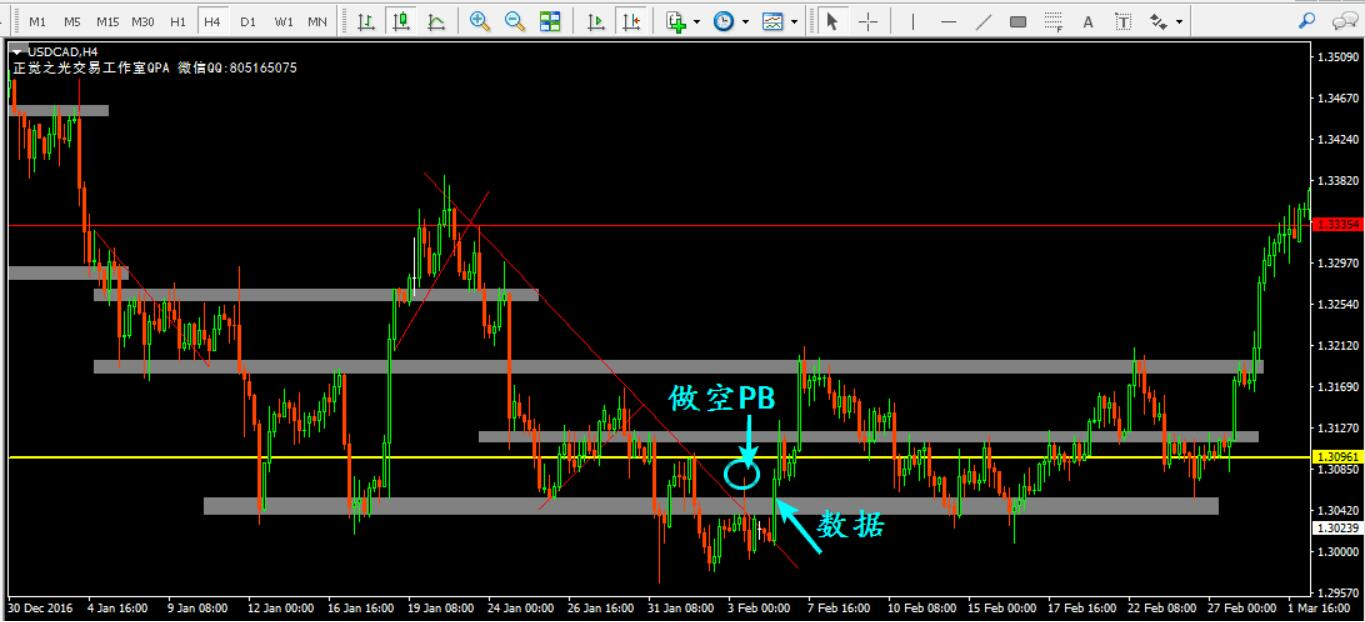 M1 M5 M15 M30 H1 H4 D1 W1 MN
F A T
USDCAD,H4
正觉之光交易工作室QPA 微信QQ:805165075
1.35090
1.34670
1.34240
1.33820
1.33354
1.32970
1.32540
1.32120
1.31690
做空PB
1.31270
1.30961
1.30850
1.30420
数据
1.30239
1.30000
1.29570
30 Dec 2016 4 Jan 16:00 9 Jan 08:00 12 Jan 00:00 16 Jan 16:00 19 Jan 08:00 24 Jan 00:00 26 Jan 16:00 31 Jan 08:00 3 Feb 00:00 7 Feb 16:00 10 Feb 08:00 15 Feb 00:00 17 Feb 16:00 22 Feb 08:00 27 Feb 00:00 1 Mar 16:00